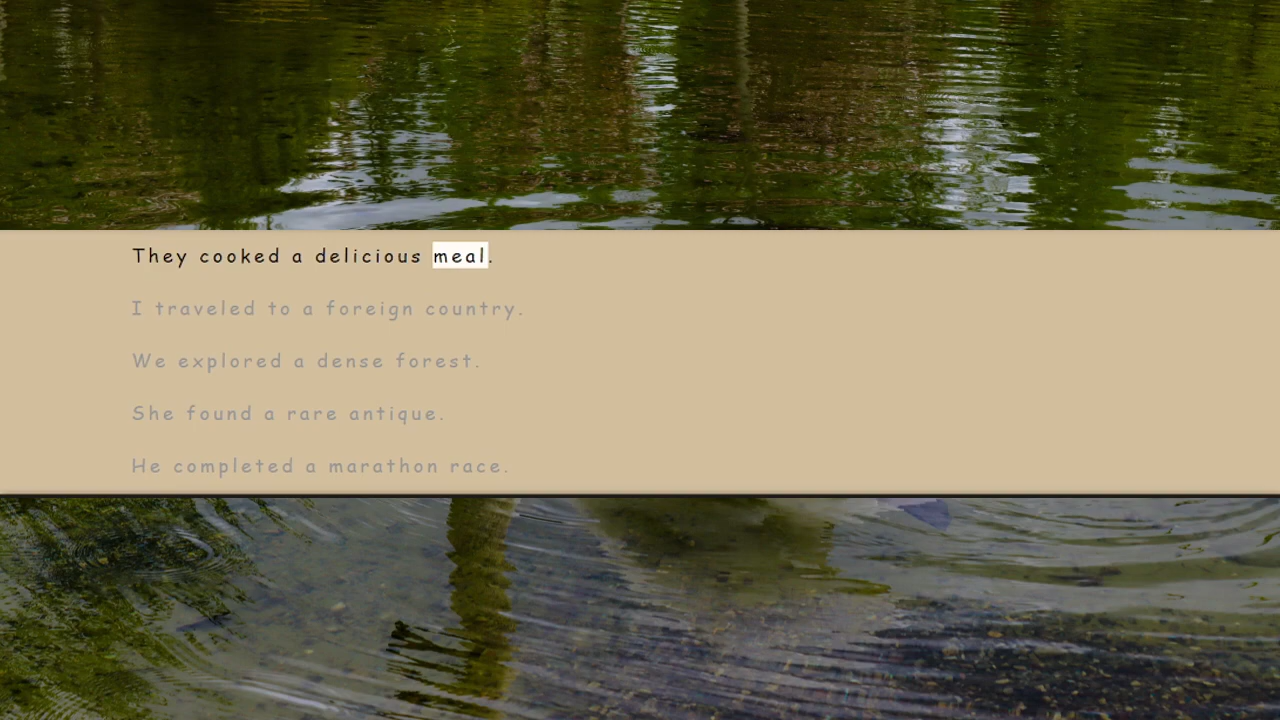 They cooked a delicious meal.
I traveled to a foreign country.
We explored a dense forest.
She found a rare antique.
He completed a marathon race.